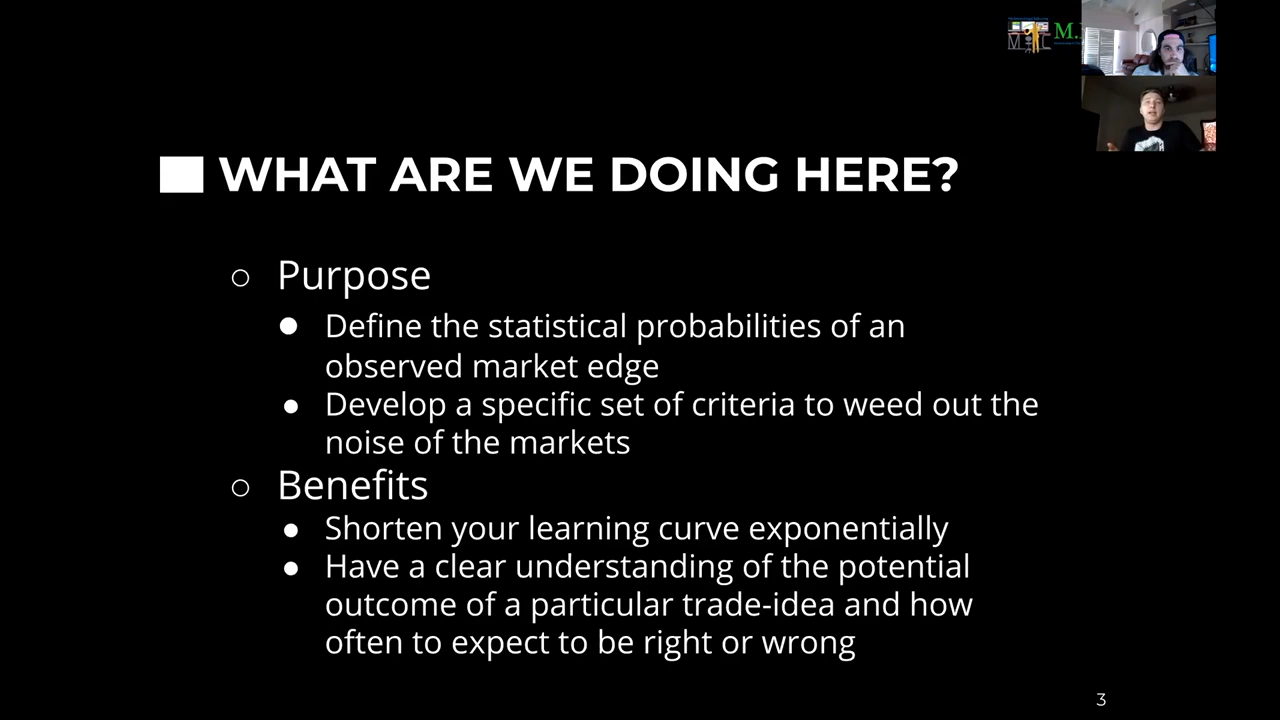 WHAT ARE WE DOING HERE?
Purpose
Define the statistical probabilities of an
observed market edge
Develop a specific set of criteria to weed out the
noise of the markets
Benefits
Shorten your learning curve exponentially
Have a clear understanding of the potential
outcome of a particular trade-idea and how
often to expect to be right or wrong
3